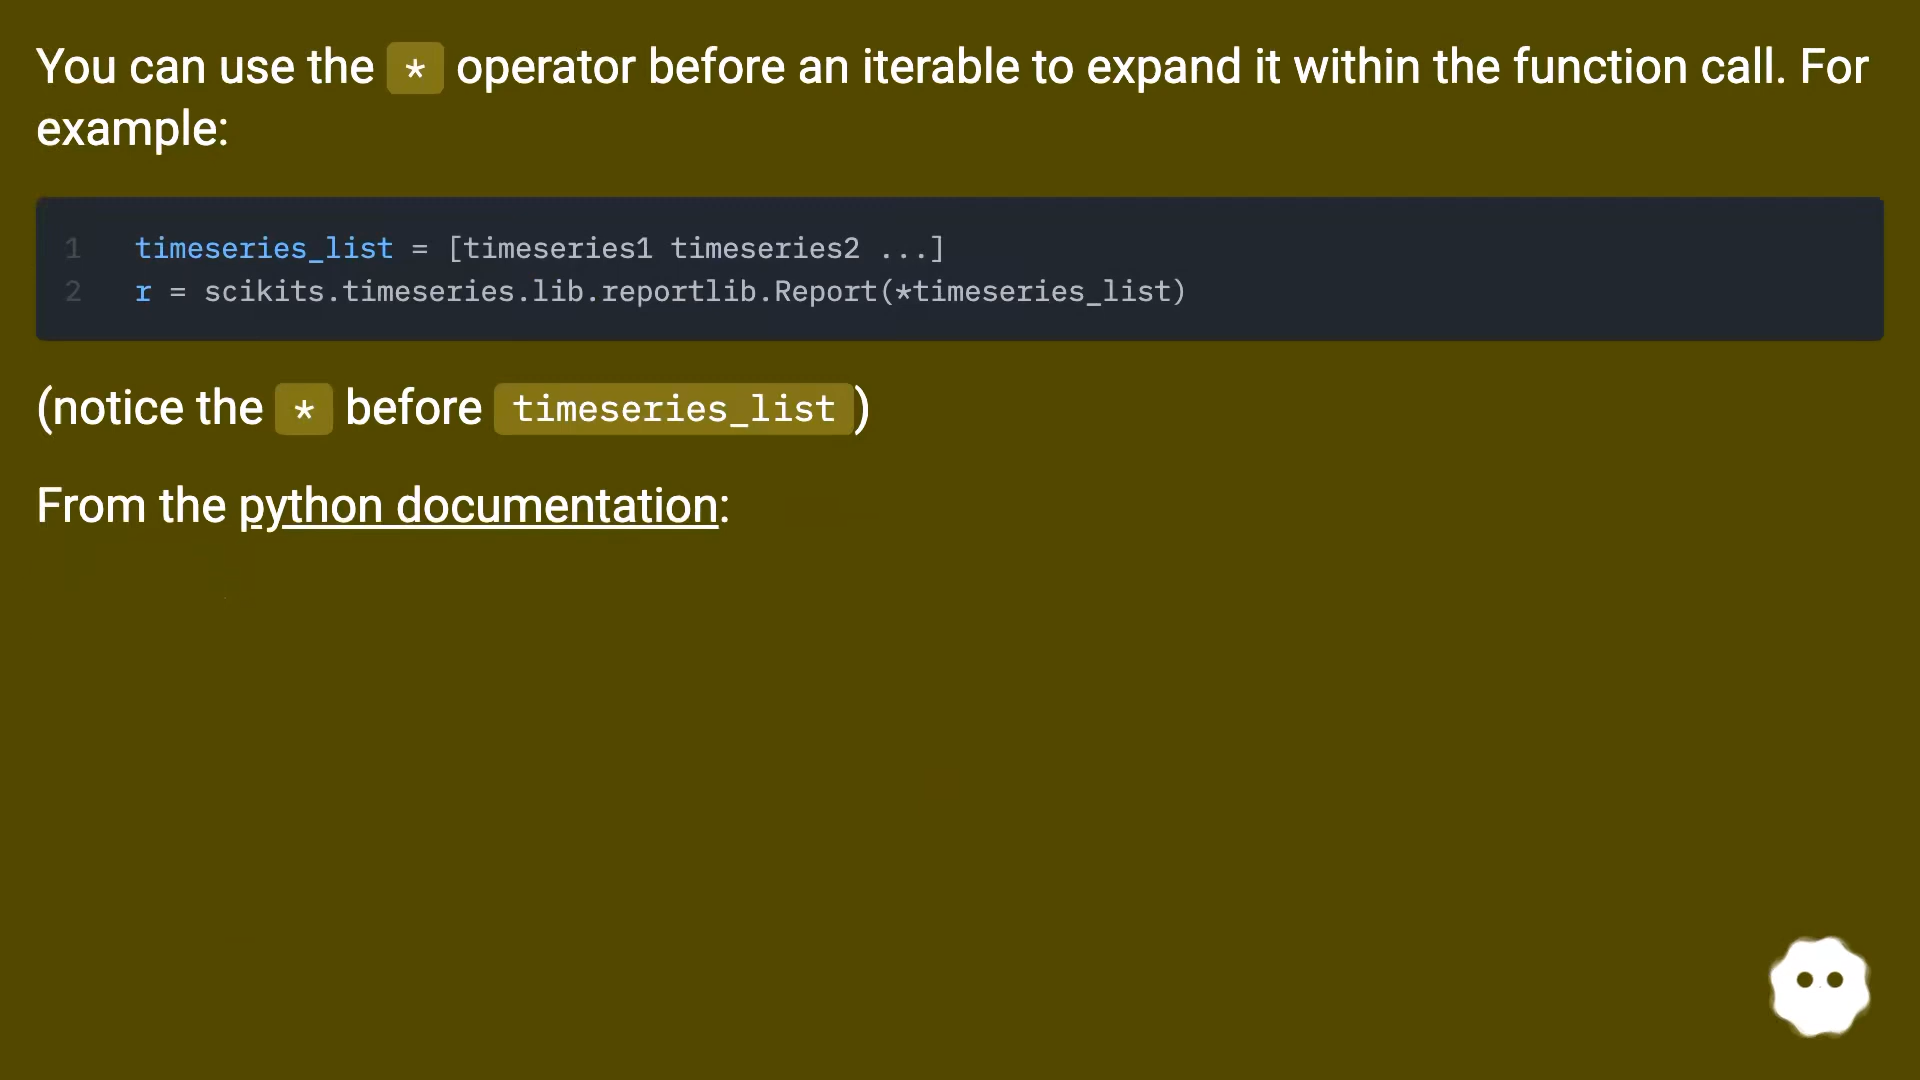 You can use the * operator before an iterable to expand it within the function call. For
example:
1 timeseries_list = [timeseries1 timeseries2 ...]
2 r = scikits.timeseries.lib.reportlib.Report(*timeseries_list)
(notice the * before timeseries_list)
From the python documentation: